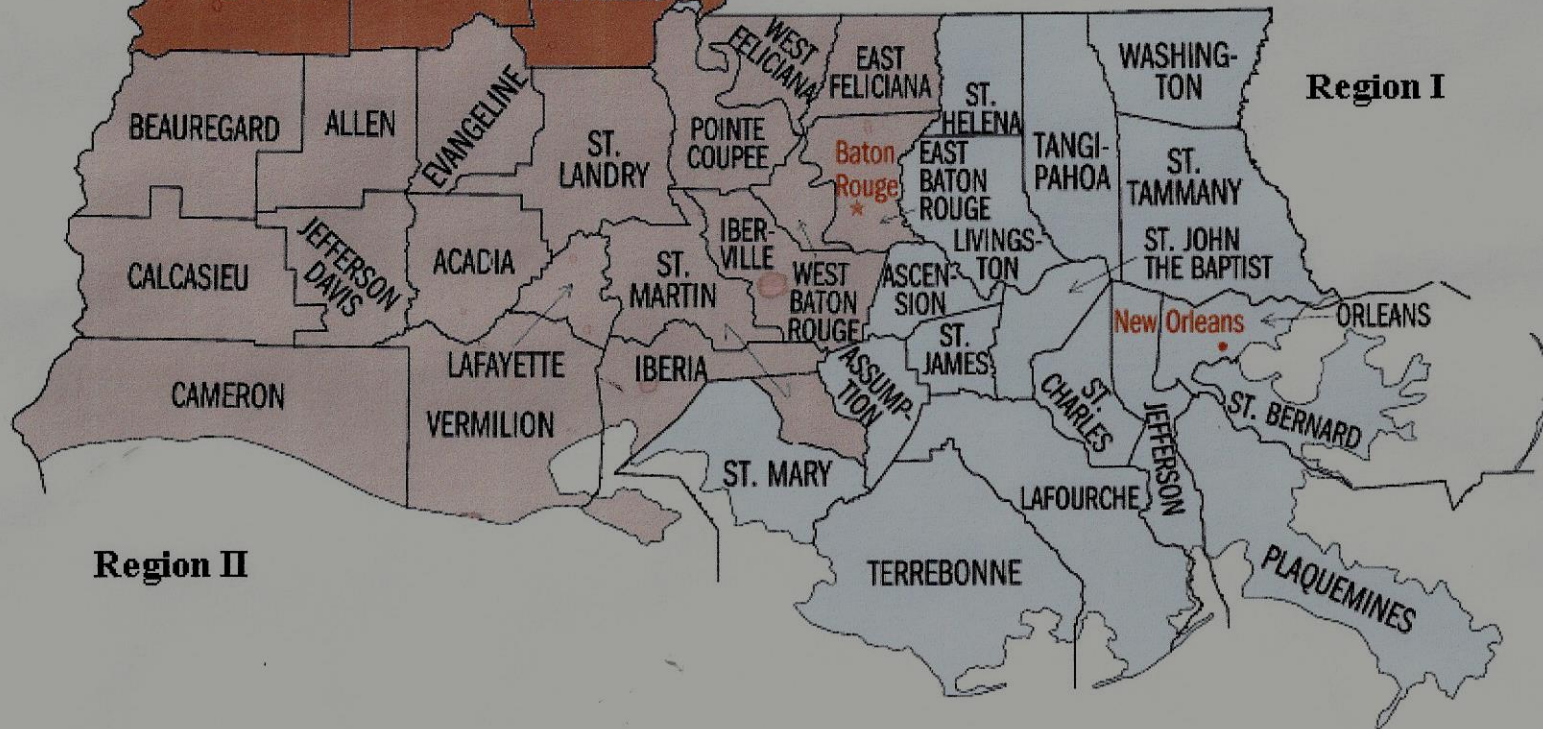 WEST
FELICIANA
EAST
FELICIANA
WASHING-
TON
Region I
BEAUREGARD
ALLEN
EVANGELINE
ST.
LANDRY
POINTE
COUPEE
Baton
Rouge
ST.
HELENA
EAST
BATON
ROUGE
TANGI-
PAHOA
ST.
TAMMANY
CALCASIEU
JEFFERSON
DAVIS
ACADIA
ST.
MARTIN
IBER-
VILLE
WEST
BATON
ROUGE
ASCEN-
SION
LIVINGS-
TON
ST. JOHN
THE BAPTIST
New Orleans
ORLEANS
CAMERON
LAFAYETTE
VERMILION
IBERIA
ASSUMP-
TION
ST.
JAMES
ST.
CHARLES
JEFFERSON
ST. BERNARD
ST. MARY
LAFOURCHE
TERREBONNE
PLAQUEMINES
Region II